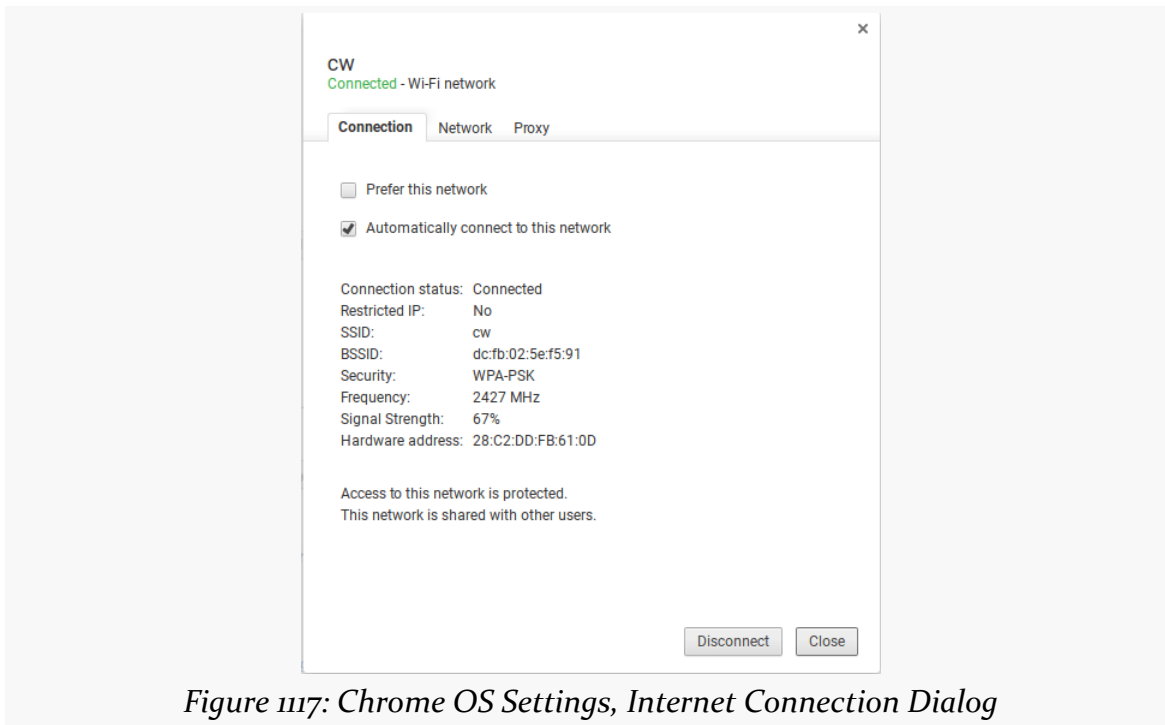 ×
CW
Connected - Wi-Fi network
Connection Network Proxy
Prefer this network
Automatically connect to this network
Connection status: Connected
Restricted IP: No
SSID: cw
BSSID: dc:fb:02:5e:f5:91
Security: WPA-PSK
Frequency: 2427 MHz
Signal Strength: 67%
Hardware address: 28:C2:DD:FB:61:0D
Access to this network is protected.
This network is shared with other users.
Disconnect Close
Figure 1117: Chrome OS Settings, Internet Connection Dialog